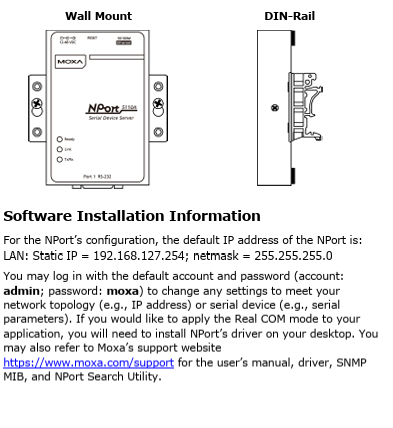 Wall Mount
DIN-Rail
RESET
MOXA
NPort 5110A
Serial Device Server
Ready
Link
Tx/Rx
Port 1 RS-232
Software Installation Information
For the NPort’s configuration, the default IP address of the NPort is:
LAN: Static IP = 192.168.127.254; netmask = 255.255.255.0
You may log in with the default account and password (account:
admin; password: moxa) to change any settings to meet your
network topology (e.g., IP address) or serial device (e.g., serial
parameters). If you would like to apply the Real COM mode to your
application, you will need to install NPort’s driver on your desktop. You
may also refer to Moxa’s support website
https://www.moxa.com/support for the user’s manual, driver, SNMP
MIB, and NPort Search Utility.